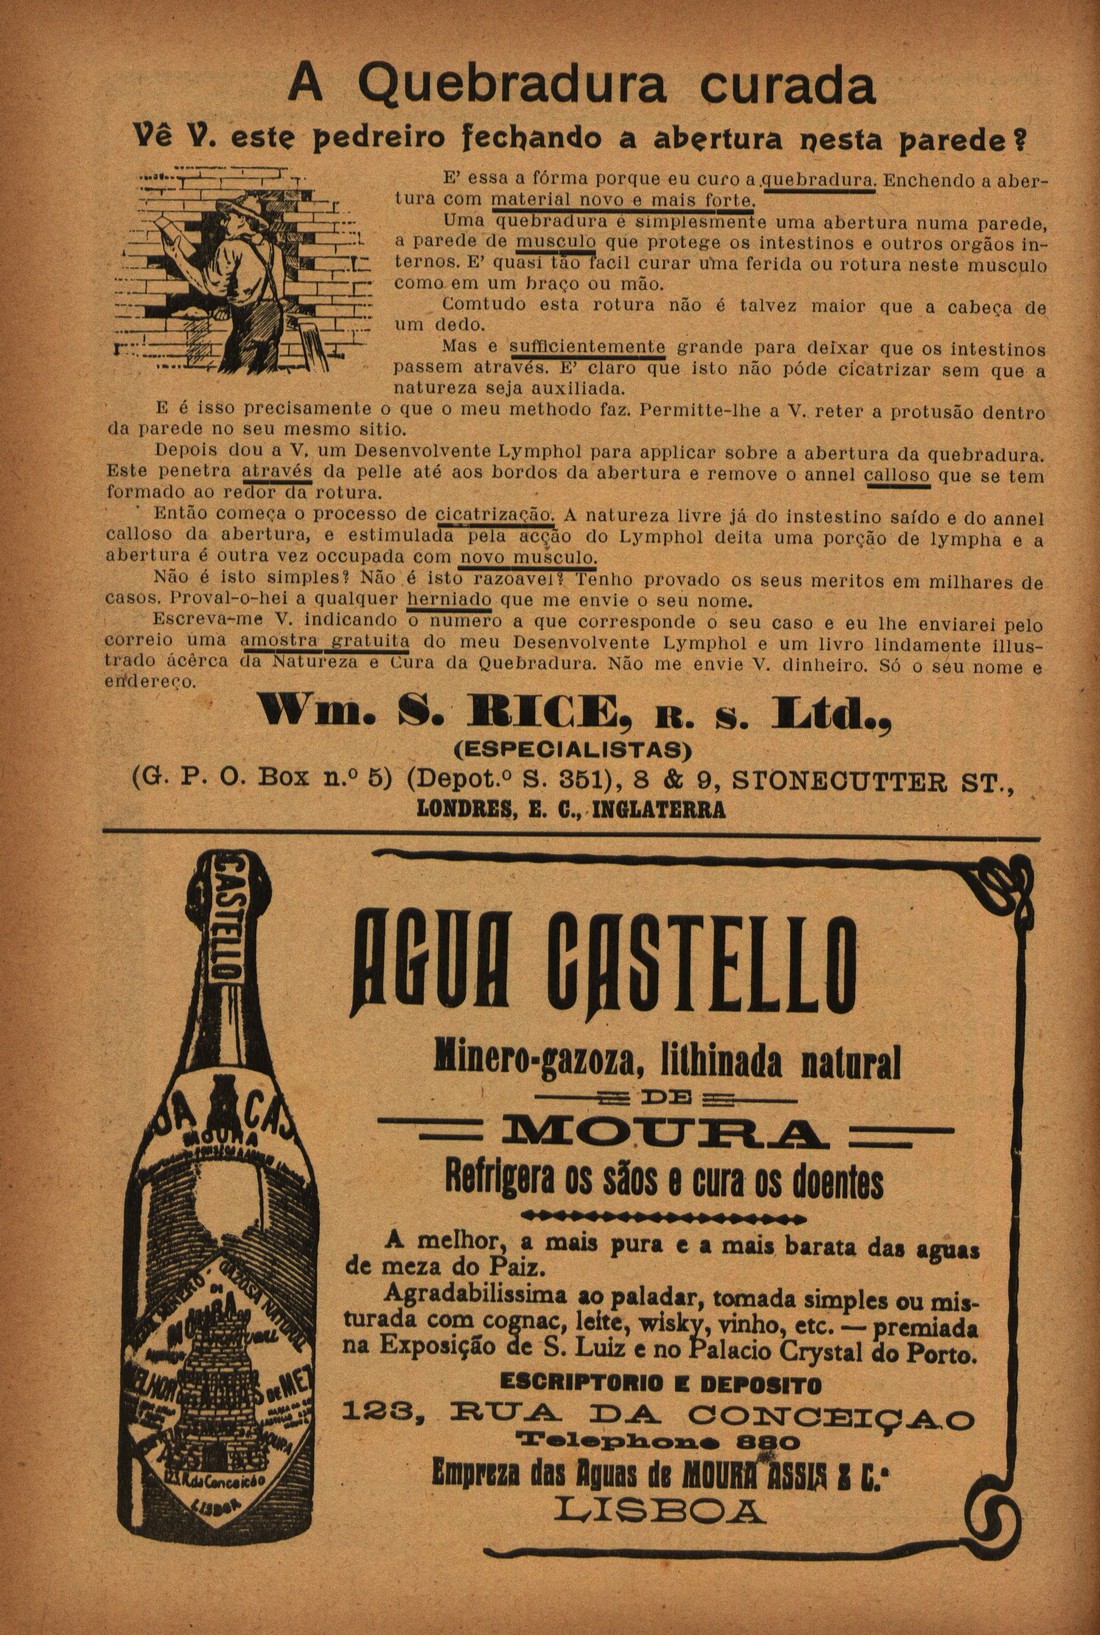 A Quebradura curada
Vê V. este pedreiro fechando a abertura nesta parede?
E' essa a fórma porque eu curo a quebradura. Enchendo a aber-
tura com material novo e mais forte.
Uma quebradura é simplesmente uma abertura numa parede,
a parede de musculo que protege os intestinos e outros orgãos in-
ternos. E' quasi tão facil curar uma ferida ou rotura neste musculo
como em um braço ou mão.
Comtudo esta rotura não é talvez maior que a cabeça de
um dedo.
Mas e sufficientemente grande para deixar que os intestinos
passem através. E' claro que isto não póde cicatrizar sem que a
natureza seja auxiliada.
E é isso precisamente o que o meu methodo faz. Permitte-lhe a V. reter a protusão dentro
da parede no seu mesmo sitio.
Depois dou a V. um Desenvolvente Lymphol para applicar sobre a abertura da quebradura.
Este penetra através da pelle até aos bordos da abertura e remove o annel calloso que se tem
formado ao redor da rotura.
Então começa o processo de cicatrização. A natureza livre já do instestino saído e do annel
calloso da abertura, e estimulada pela acção do Lymphol deita uma porção de lympha e a
abertura é outra vez occupada com novo musculo.
Não é isto simples? Não é isto razoavel? Tenho provado os seus meritos em milhares de
casos. Proval-o-hei a qualquer herniado que me envie o seu nome.
Escreva-me V. indicando o numero a que corresponde o seu caso e eu lhe enviarei pelo
correio uma amostra gratuita do meu Desenvolvente Lymphol e um livro lindamente illus-
trado ácêrca da Natureza e Cura da Quebradura. Não me envie V. dinheiro. Só o seu nome e
endereço.
Wm. S. RICE, R. S. Ltd.,
(ESPECIALISTAS)
(G. P. O. Box n.º 5) (Depot.º S. 351), 8 & 9, STONECUTTER ST.,
LONDRES, E. C., INGLATERRA
CASTELLO
UA CAS
MOURA
AGUA CASTELLO
Minero-gazoza, lithinada natural
DE
MOURA
Refrigera os sãos e cura os doentes
A melhor, a mais pura e a mais barata das aguas
de meza do Paiz.
Agradabilissima ao paladar, tomada simples ou mis-
turada com cognac, leite, wisky, vinho, etc. — premiada
na Exposição de S. Luiz e no Palacio Crystal do Porto.
ESCRIPTORIO E DEPOSITO
123, RUA DA CONCEIÇAO
Telephone 880
Empreza das Aguas de MOURA ASSIS & C.ª
LISBOA
GAZOSA NATURAL
MOURA
123 R. da Conceição
LISBOA